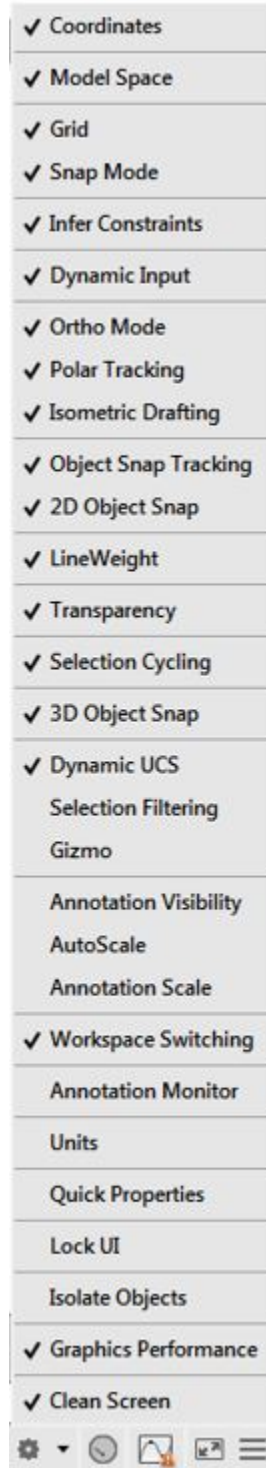 Coordinates
Model Space
Grid
Snap Mode
Infer Constraints
Dynamic Input
Ortho Mode
Polar Tracking
Isometric Drafting
Object Snap Tracking
2D Object Snap
LineWeight
Transparency
Selection Cycling
3D Object Snap
Dynamic UCS
Selection Filtering
Gizmo
Annotation Visibility
AutoScale
Annotation Scale
Workspace Switching
Annotation Monitor
Units
Quick Properties
Lock UI
Isolate Objects
Graphics Performance
Clean Screen